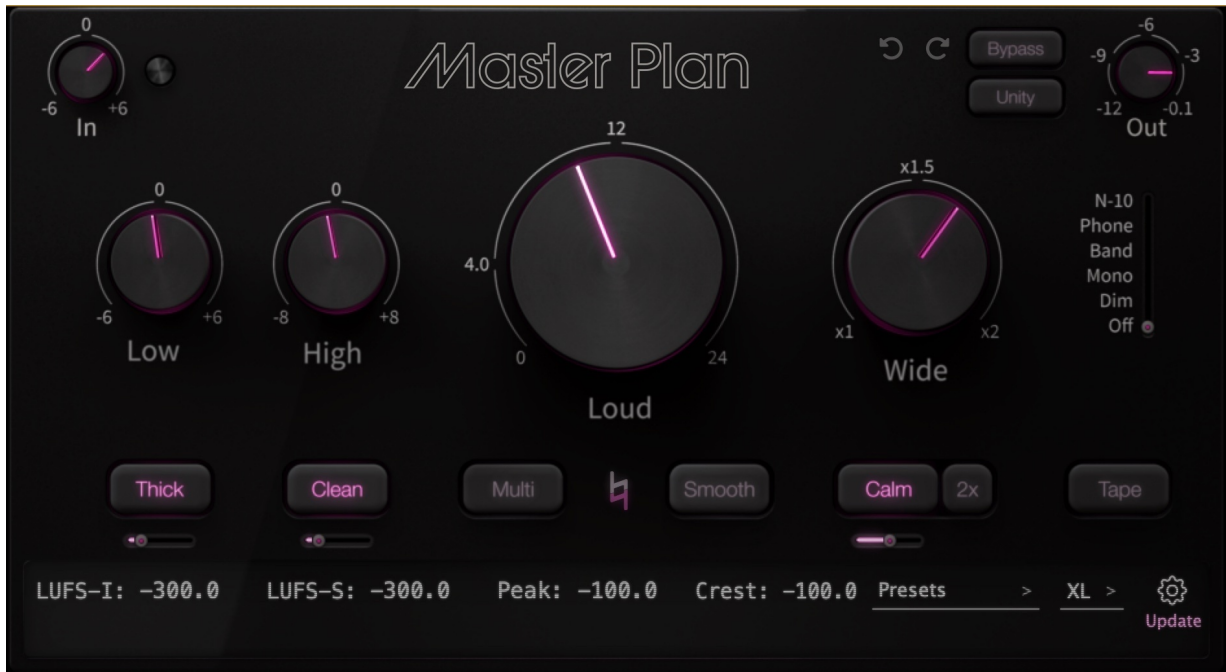 0
-6 +6
In
Master Plan
Bypass
Unity
-6
-9 -3
-12 -0.1
Out
0
-6 +6
Low
0
-8 +8
High
12
4.0
0 24
Loud
x1.5
x1 x2
Wide
N-10
Phone
Band
Mono
Dim
Off
Thick Clean Multi Smooth Calm 2x Tape
LUFS-I: -300.0 LUFS-S: -300.0 Peak: -100.0 Crest: -100.0 Presets > XL >
Update